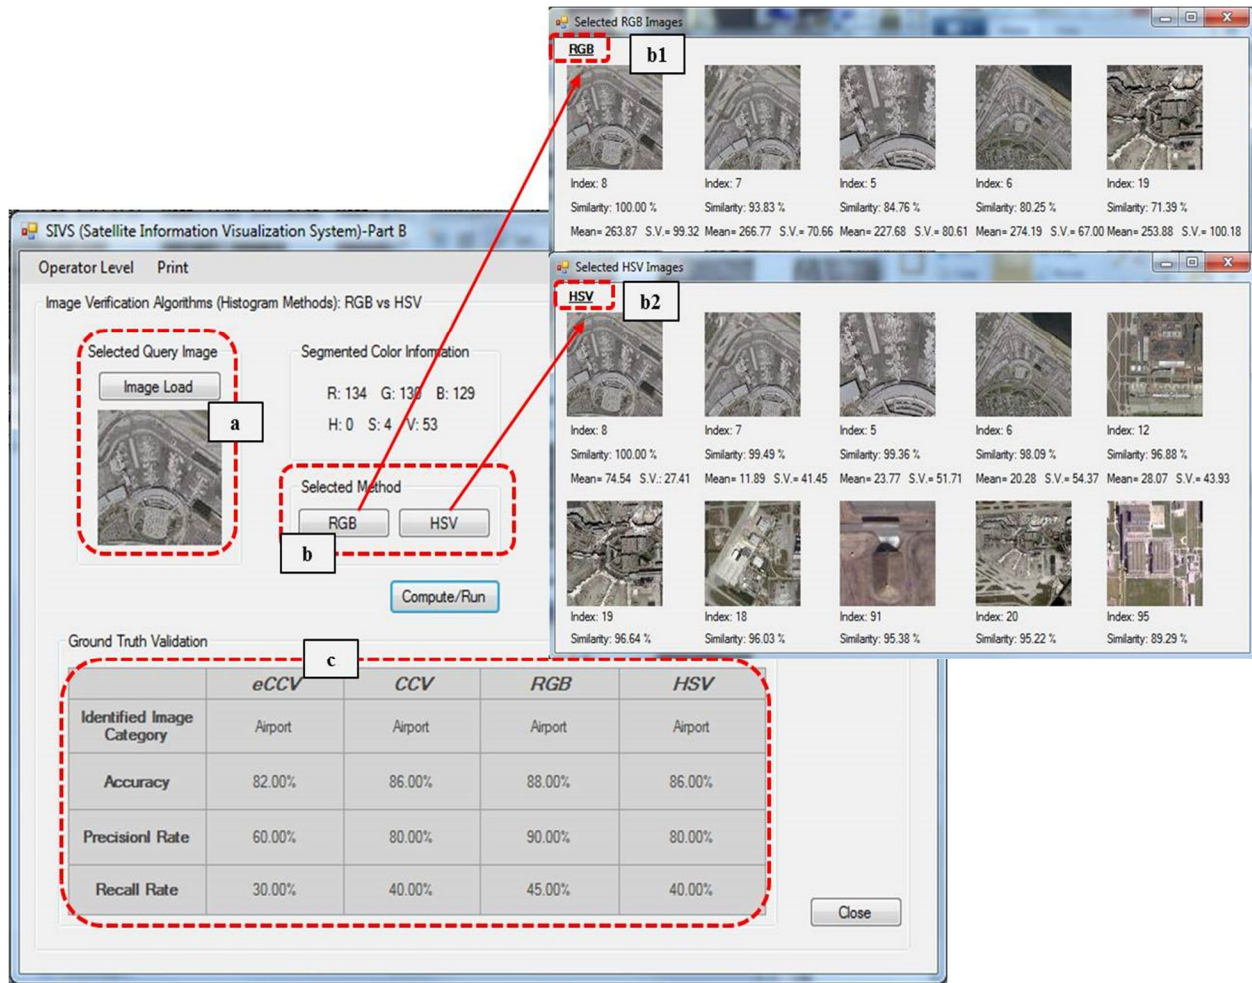 Selected RGB Images
RGB
b1
Index: 8 Index: 7 Index: 5 Index: 6 Index: 19
Similarity: 100.00 % Similarity: 93.83 % Similarity: 84.76 % Similarity: 80.25 % Similarity: 71.39 %
Mean= 263.87 S.V.= 99.32 Mean= 266.77 S.V.= 70.66 Mean= 227.68 S.V.= 80.61 Mean= 274.19 S.V.= 67.00 Mean= 253.88 S.V.= 100.18
Selected HSV Images
HSV
b2
Index: 8 Index: 7 Index: 5 Index: 6 Index: 12
Similarity: 100.00 % Similarity: 99.49 % Similarity: 99.36 % Similarity: 98.09 % Similarity: 96.88 %
Mean= 74.54 S.V.: 27.41 Mean= 11.89 S.V.= 41.45 Mean= 23.77 S.V.= 51.71 Mean= 20.28 S.V.= 54.37 Mean= 28.07 S.V.= 43.93
Index: 19 Index: 18 Index: 91 Index: 20 Index: 95
Similarity: 96.64 % Similarity: 96.03 % Similarity: 95.38 % Similarity: 95.22 % Similarity: 89.29 %
SIVS (Satellite Information Visualization System)-Part B
Operator Level Print
Image Verification Algorithms (Histogram Methods): RGB vs HSV
Selected Query Image
Image Load
a
Segmented Color Information
R: 134 G: 130 B: 129
H: 0 S: 4 V: 53
Selected Method
RGB HSV
b
Compute/Run
Ground Truth Validation
c
eCCV CCV RGB HSV
Identified Image
Category
Airport Airport Airport Airport
Accuracy 82.00% 86.00% 88.00% 86.00%
Precisionl Rate 60.00% 80.00% 90.00% 80.00%
Recall Rate 30.00% 40.00% 45.00% 40.00%
Close